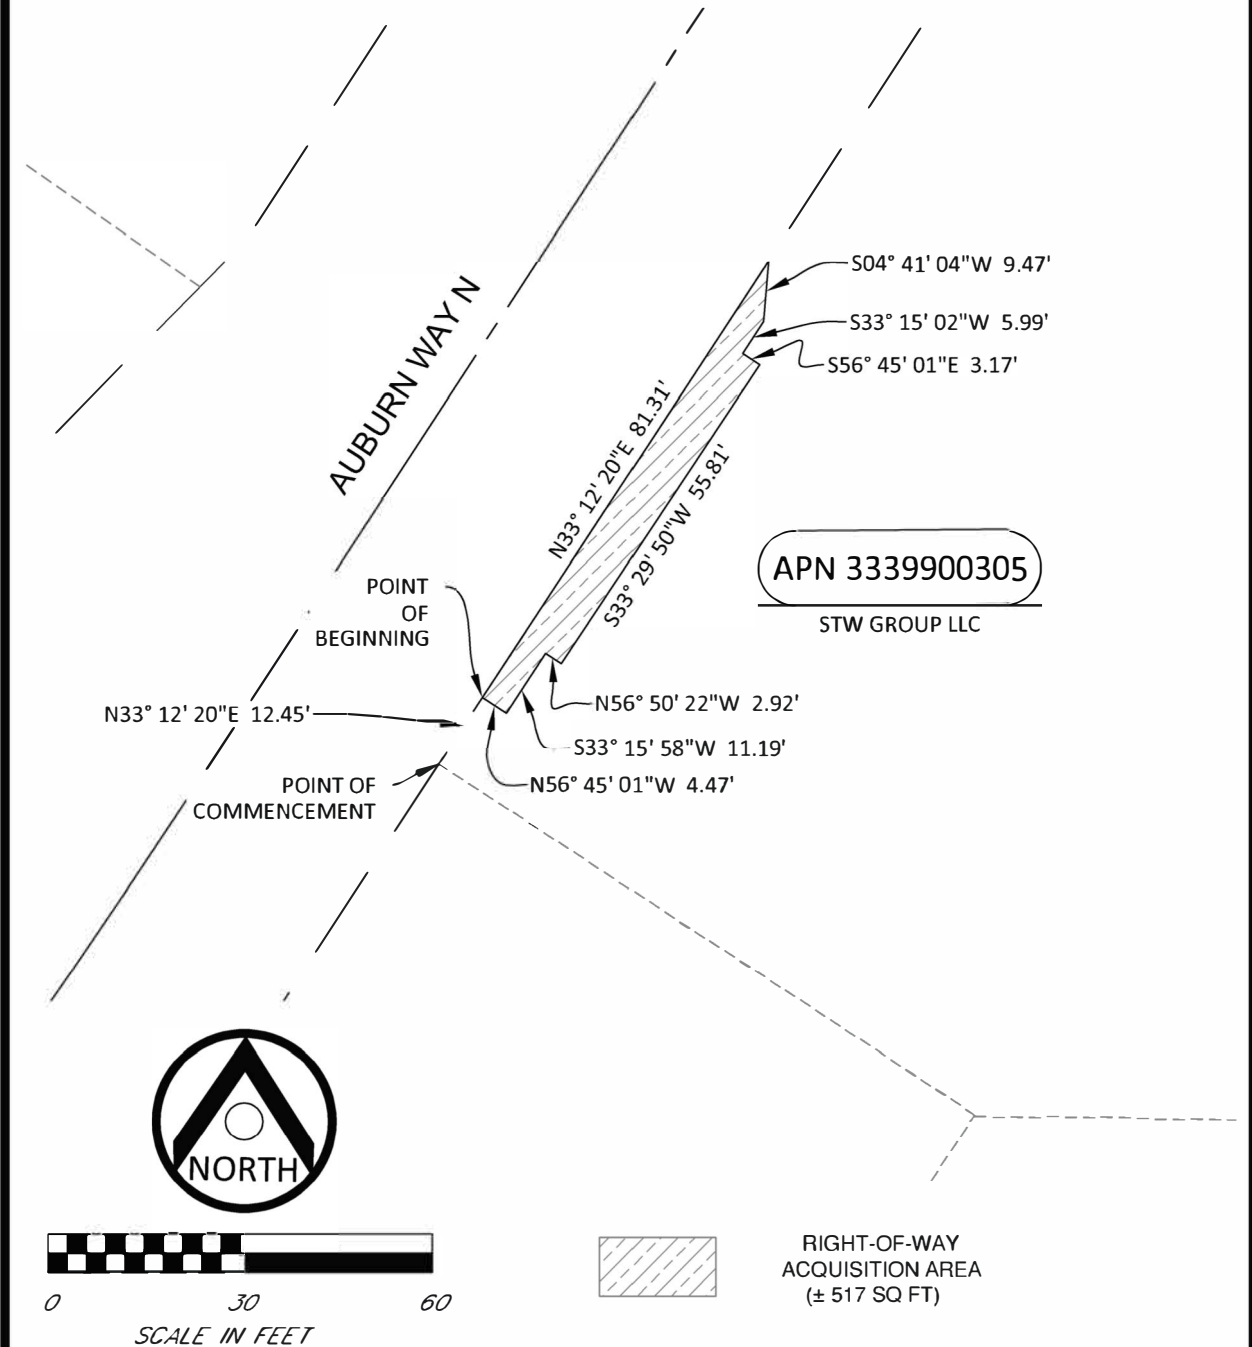 S04° 41' 04"W 9.47'
AUBURN WAY N
S33° 15' 02"W 5.99'
S56° 45' 01"E 3.17'
N33° 12' 20"E 81.31'
S33° 29' 50"W 55.81'
APN 3339900305
STW GROUP LLC
POINT
OF
BEGINNING
N33° 12' 20"E 12.45'
N56° 50' 22"W 2.92'
S33° 15' 58"W 11.19'
N56° 45' 01"W 4.47'
POINT OF
COMMENCEMENT
NORTH
0 30 60
SCALE IN FEET
RIGHT-OF-WAY
ACQUISITION AREA
(± 517 SQ FT)